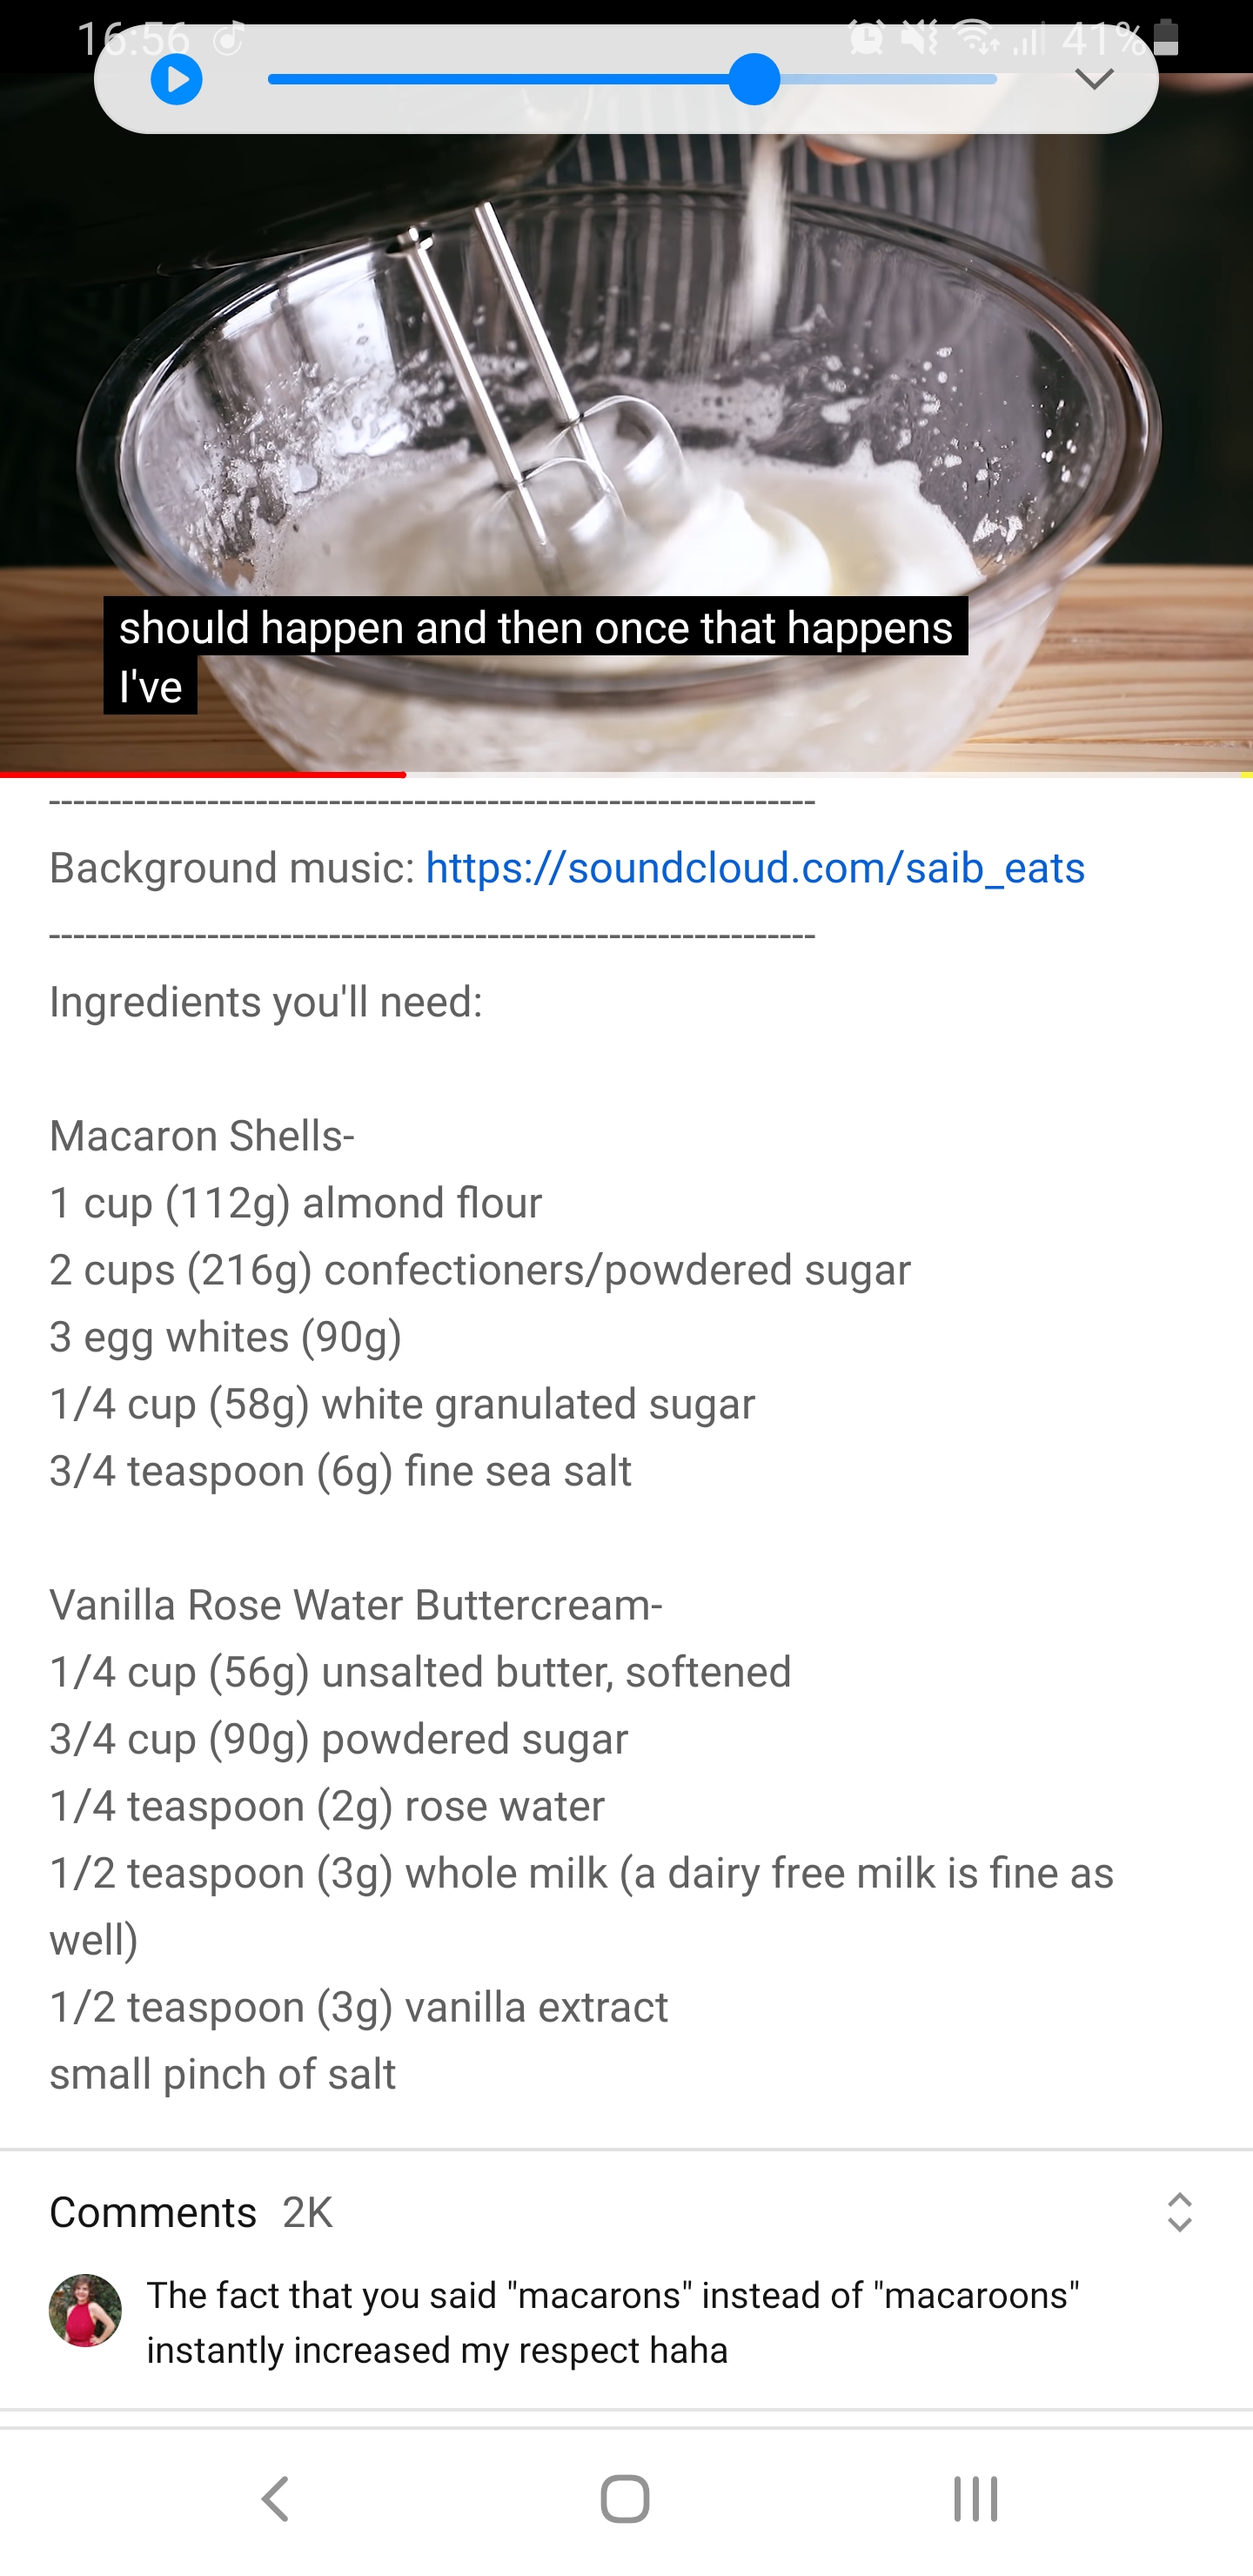 16:56
41%
should happen and then once that happens
I've
---------------------------------------------------------------
Background music: https://soundcloud.com/saib_eats
---------------------------------------------------------------
Ingredients you'll need:
Macaron Shells-
1 cup (112g) almond flour
2 cups (216g) confectioners/powdered sugar
3 egg whites (90g)
1/4 cup (58g) white granulated sugar
3/4 teaspoon (6g) fine sea salt
Vanilla Rose Water Buttercream-
1/4 cup (56g) unsalted butter, softened
3/4 cup (90g) powdered sugar
1/4 teaspoon (2g) rose water
1/2 teaspoon (3g) whole milk (a dairy free milk is fine as
well)
1/2 teaspoon (3g) vanilla extract
small pinch of salt
Comments 2K
The fact that you said "macarons" instead of "macaroons"
instantly increased my respect haha